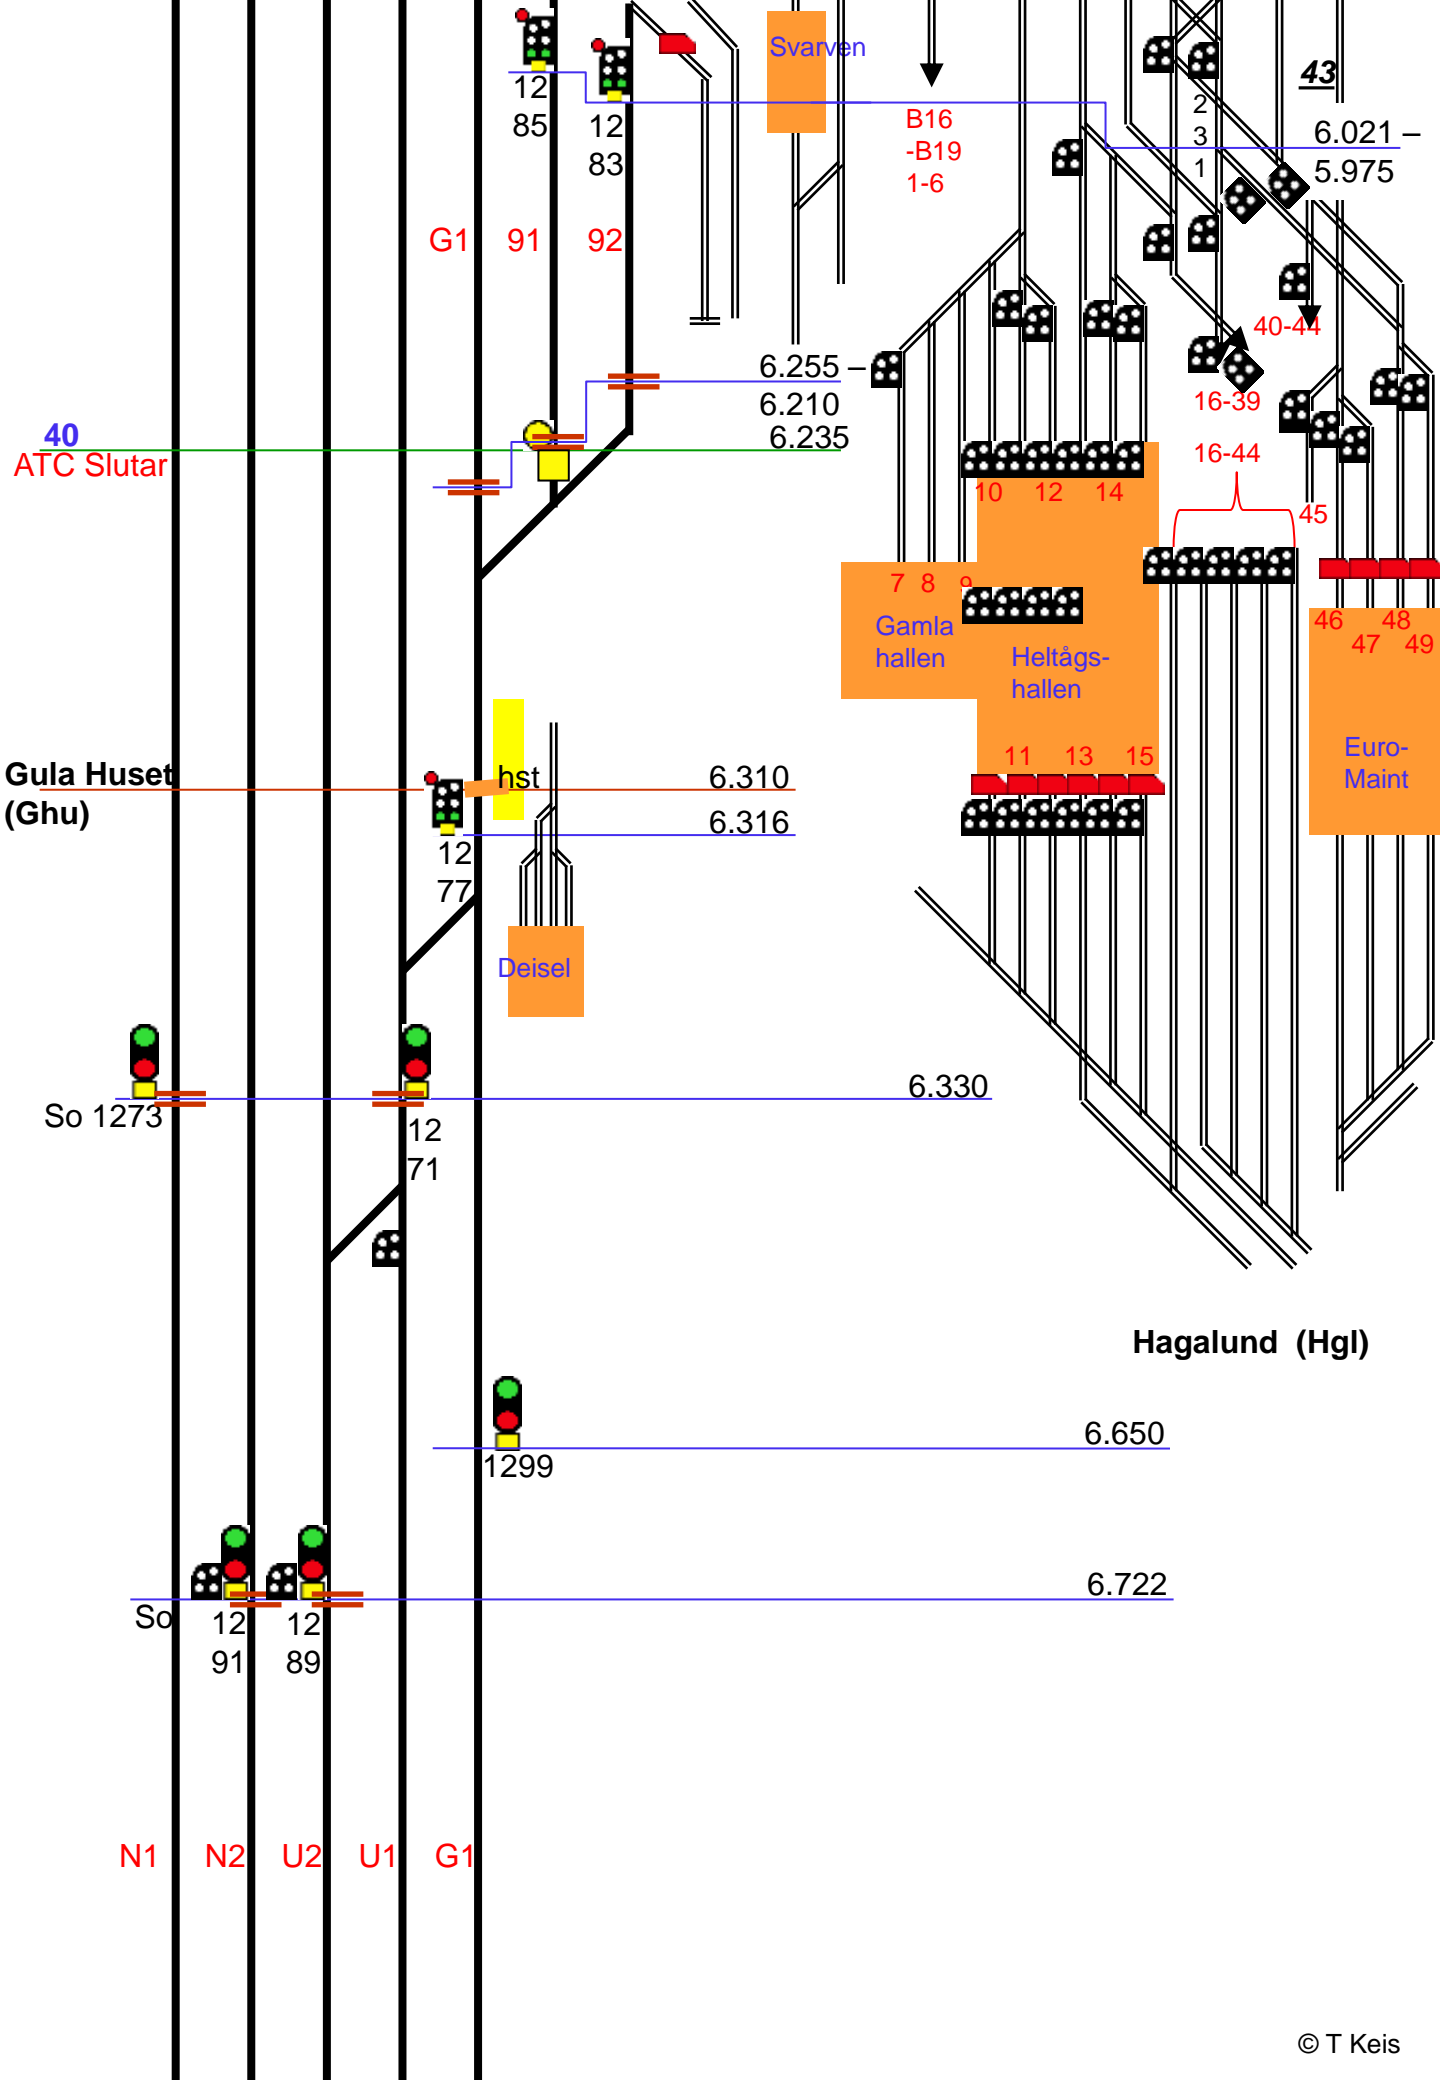 Svarven
43
12
85
12
83
B16
-B19
1-6
2
3
1
6.021 –
5.975
G1
91
92
40-44
6.255 –
6.210
6.235
40
ATC Slutar
16-39
16-44
10
12
14
45
7
8
9
Gamla
hallen
Heltågs-
hallen
46
48
47
49
Gula Huset
(Ghu)
hst
6.310
6.316
11
13
15
Euro-
Maint
12
77
Deisel
6.330
So 1273
12
71
Hagalund (Hgl)
6.650
1299
6.722
So
12
91
12
89
N1
N2
U2
U1
G1
© T Keis